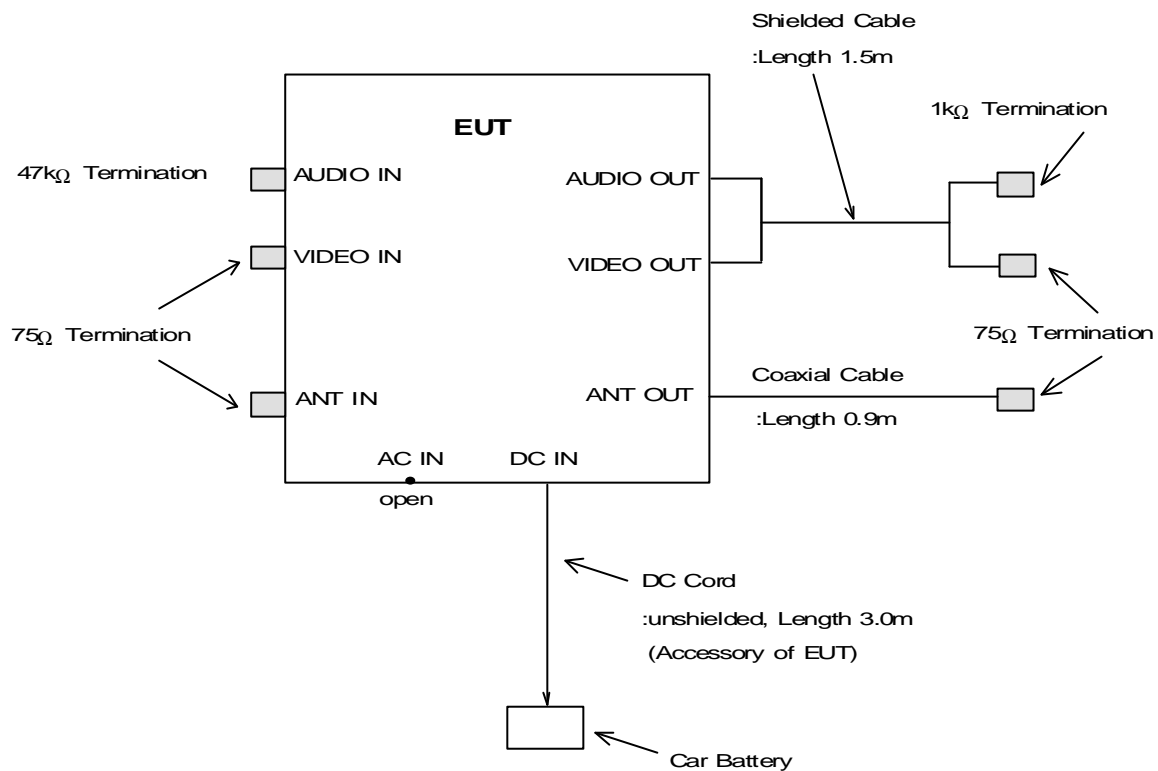 Shielded Cable
:Length 1.5m
EUT
1kΩ Termination
47kΩ Termination
AUDIO IN
AUDIO OUT
VIDEO IN
VIDEO OUT
75Ω Termination
75Ω Termination
ANT IN
ANT OUT
Coaxial Cable
:Length 0.9m
AC IN
DC IN
open
DC Cord
:unshielded, Length 3.0m
(Accessory of EUT)
Car Battery